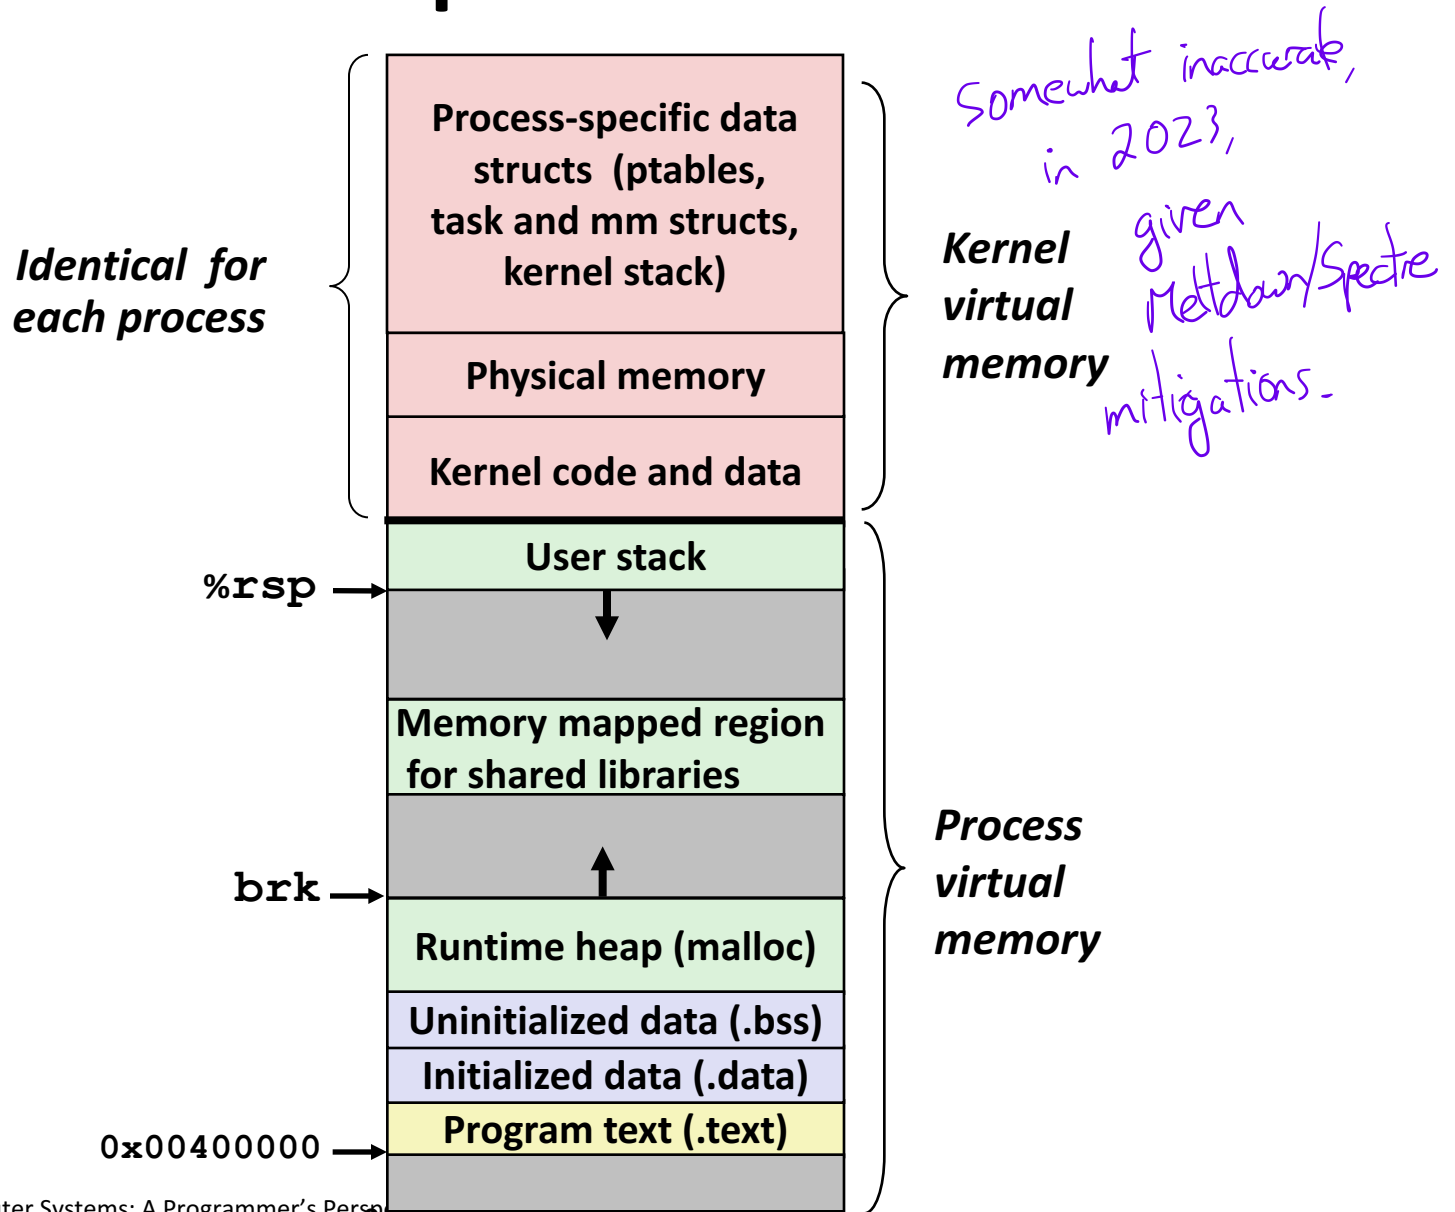 Process-specific data
structs (ptables,
task and mm structs,
kernel stack)
Identical for
each process
Physical memory
Kernel code and data
Kernel
virtual
memory
Somewhat inaccurate,
in 2023,
given
Meltdown/Spectre
mitigations.
User stack
%rsp
Memory mapped region
for shared libraries
brk
Runtime heap (malloc)
Uninitialized data (.bss)
Initialized data (.data)
Program text (.text)
0x00400000
Process
virtual
memory
Systems: A Programmer's